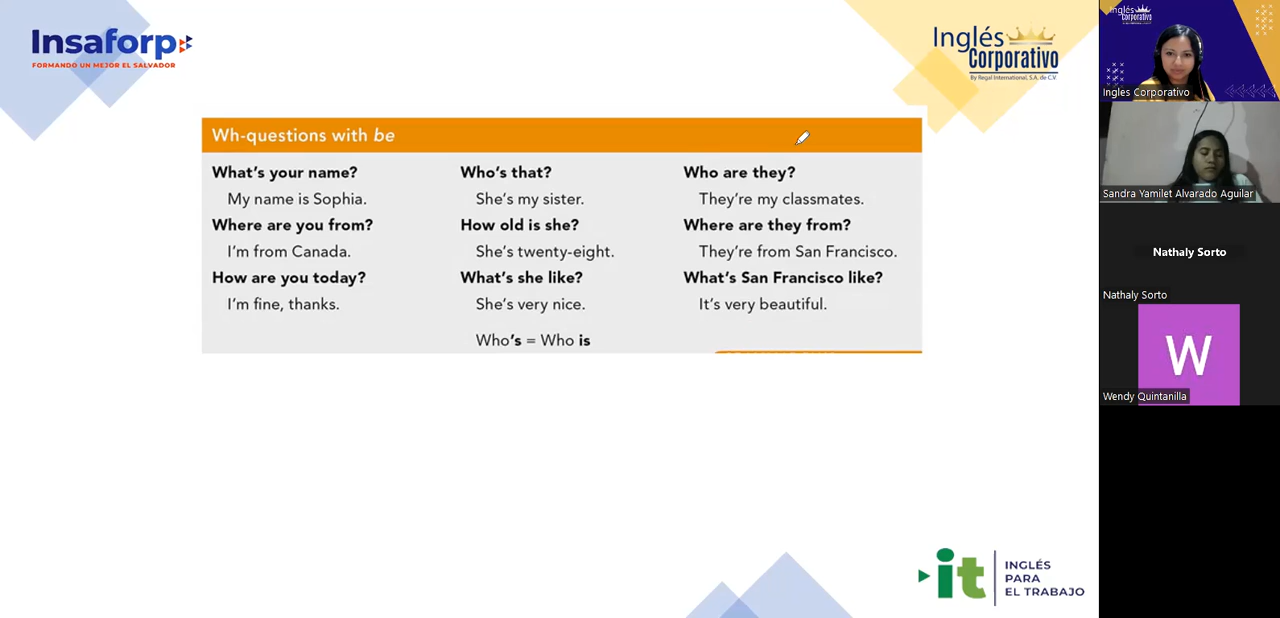 Insaforp
FORMANDO UN MEJOR EL SALVADOR
Inglés
Corporativo
By Regal International, S.A. de C.V.
Wh-questions with be
What's your name?
My name is Sophia.
Where are you from?
I'm from Canada.
How are you today?
I'm fine, thanks.
Who's that?
She's my sister.
How old is she?
She's twenty-eight.
What's she like?
She's very nice.
Who's = Who is
Who are they?
They're my classmates.
Where are they from?
They're from San Francisco.
What's San Francisco like?
It's very beautiful.
it
INGLÉS
PARA
EL TRABAJO
Inglés
Corporativo
Ingles Corporativo
Sandra Yamilet Alvarado Aguilar
Nathaly Sorto
Nathaly Sorto
W
Wendy Quintanilla